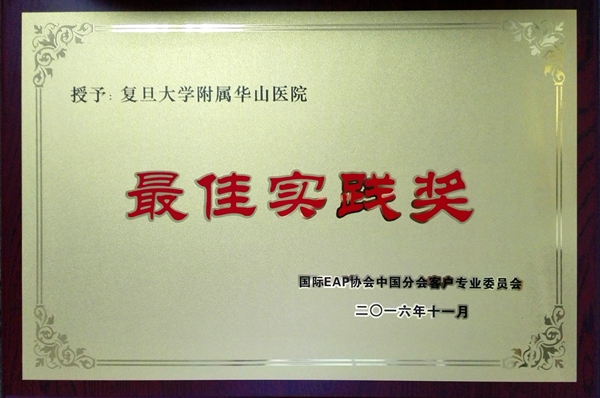 授予:复旦大学附属华山医院
最佳实践奖
国际EAP协会中国分会客户专业委员会
二〇一六年十一月